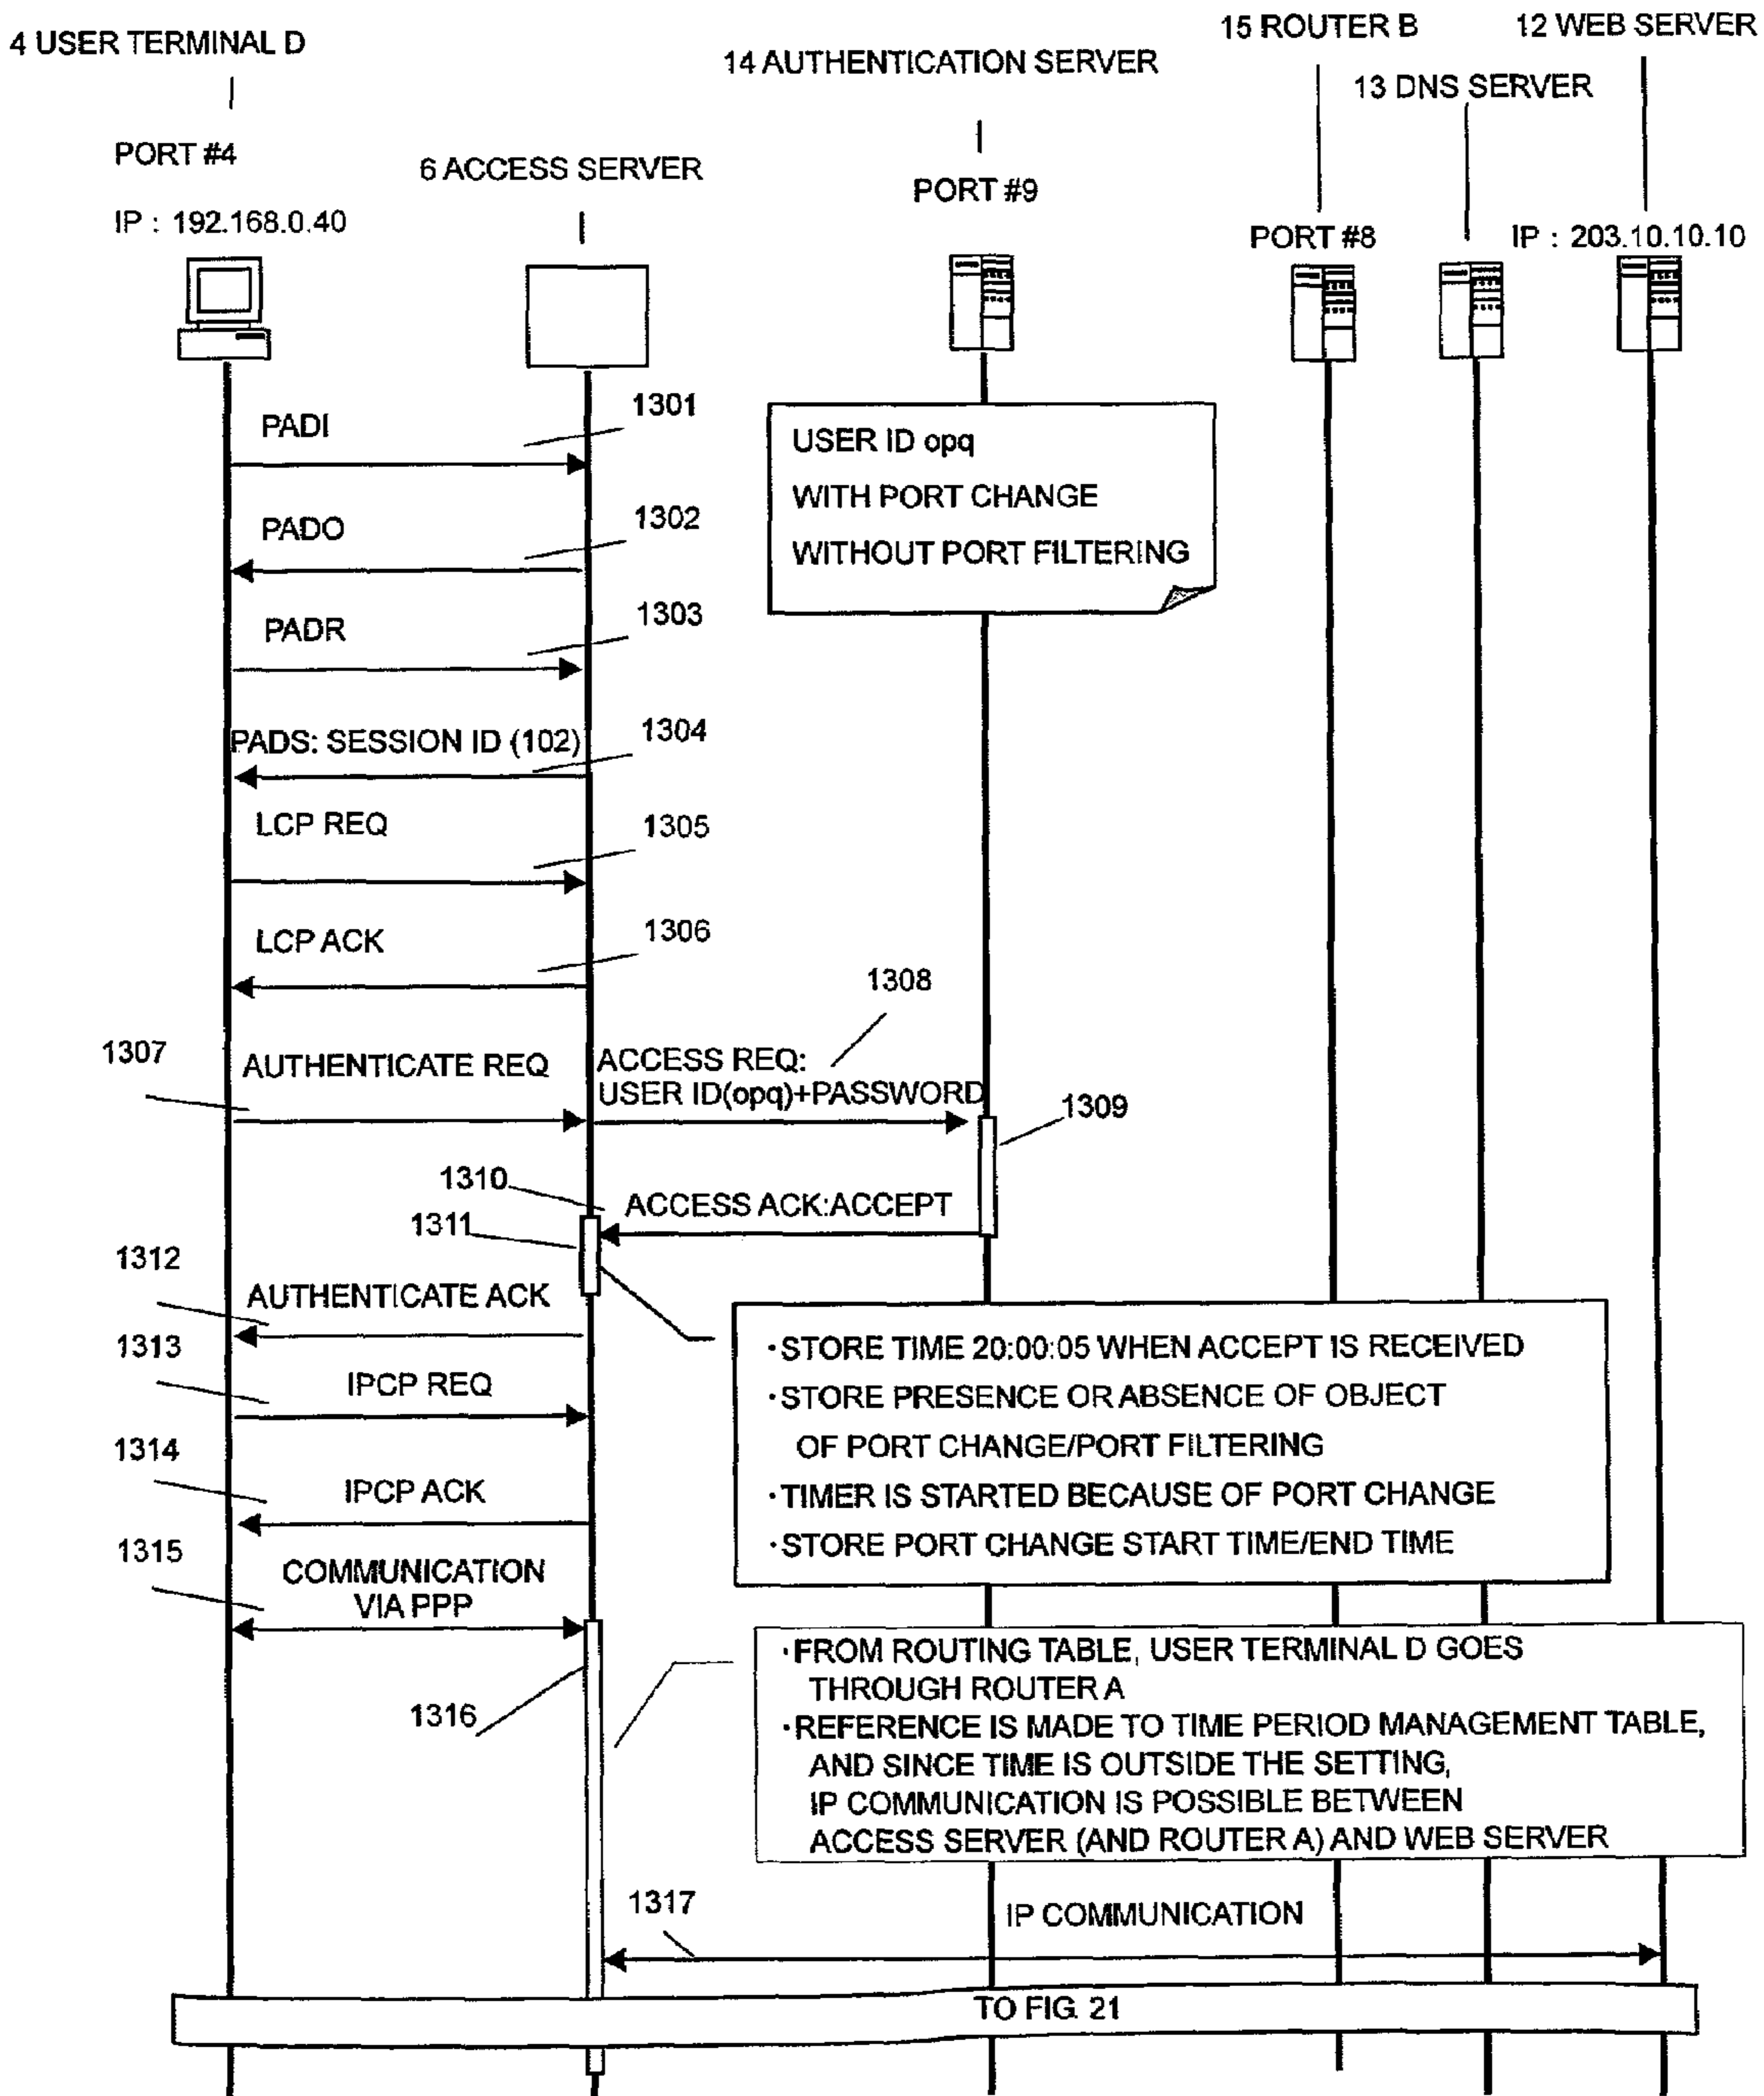 4 USER TERMINAL D
15 ROUTER B
12 WEB SERVER
14 AUTHENTICATION SERVER
13 DNS SERVER
PORT #4
6 ACCESS SERVER
PORT #9
IP : 192.168.0.40
PORT #8
IP : 203.10.10.10
PADI
1301
USER ID opq
WITH PORT CHANGE
WITHOUT PORT FILTERING
PADO
1302
PADR
1303
PADS: SESSION ID (102)
1304
LCP REQ
1305
LCP ACK
1306
1308
1307
AUTHENTICATE REQ
ACCESS REQ:
USER ID(opq)+PASSWORD
1309
1310
ACCESS ACK:ACCEPT
1311
1312
AUTHENTICATE ACK
・STORE TIME 20:00:05 WHEN ACCEPT IS RECEIVED
・STORE PRESENCE OR ABSENCE OF OBJECT
OF PORT CHANGE/PORT FILTERING
・TIMER IS STARTED BECAUSE OF PORT CHANGE
・STORE PORT CHANGE START TIME/END TIME
1313
IPCP REQ
1314
IPCP ACK
1315
COMMUNICATION
VIA PPP
・FROM ROUTING TABLE, USER TERMINAL D GOES
THROUGH ROUTER A
・REFERENCE IS MADE TO TIME PERIOD MANAGEMENT TABLE,
AND SINCE TIME IS OUTSIDE THE SETTING,
IP COMMUNICATION IS POSSIBLE BETWEEN
ACCESS SERVER (AND ROUTER A) AND WEB SERVER
1316
1317
IP COMMUNICATION
TO FIG. 21